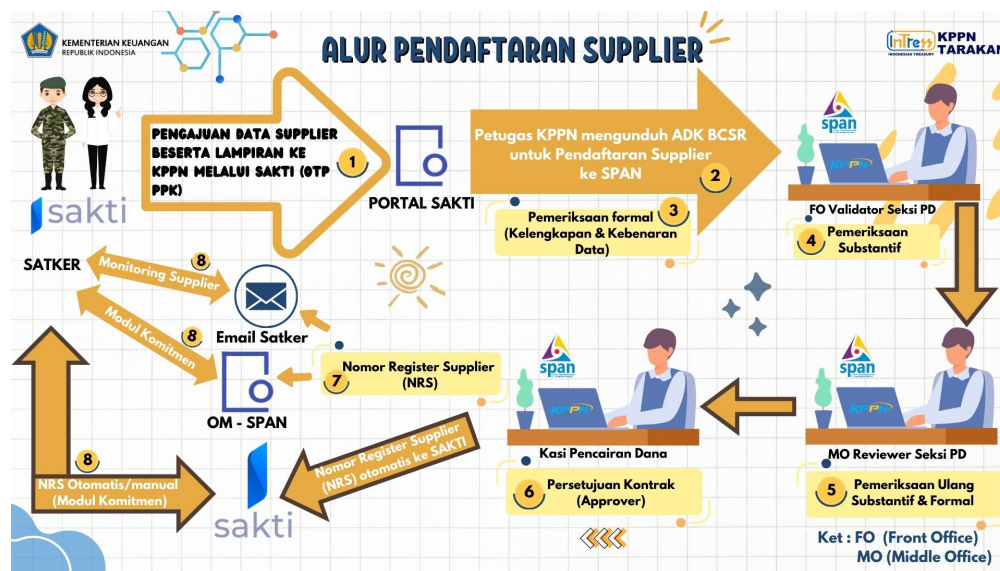 KEMENTERIAN KEUANGAN
REPUBLIK INDONESIA
ALUR PENDAFTARAN SUPPLIER
InTress
INDONESIAN TREASURY
KPPN
TARAKAN
PENGAJUAN DATA SUPPLIER
BESERTA LAMPIRAN KE
KPPN MELALUI SAKTI (OTP
PPK)
1
PORTAL SAKTI
Petugas KPPN mengunduh ADK BCSR
untuk Pendaftaran Supplier
ke SPAN
2
3
Pemeriksaan formal
(Kelengkapan & Kebenaran
Data)
span
KPPN
FO Validator Seksi PD
4
Pemeriksaan
Substantif
sakti
SATKER
Monitoring Supplier
8
Email Satker
Modul Komitmen
8
OM - SPAN
7
Nomor Register Supplier
(NRS)
span
KPPN
Kasi Pencairan Dana
6
Persetujuan Kontrak
(Approver)
span
KPPN
MO Reviewer Seksi PD
5
Pemeriksaan Ulang
Substantif & Formal
8
NRS Otomatis/manual
(Modul Komitmen)
Nomor Register Supplier
(NRS) otomatis ke SAKTI
sakti
Ket : FO (Front Office)
MO (Middle Office)